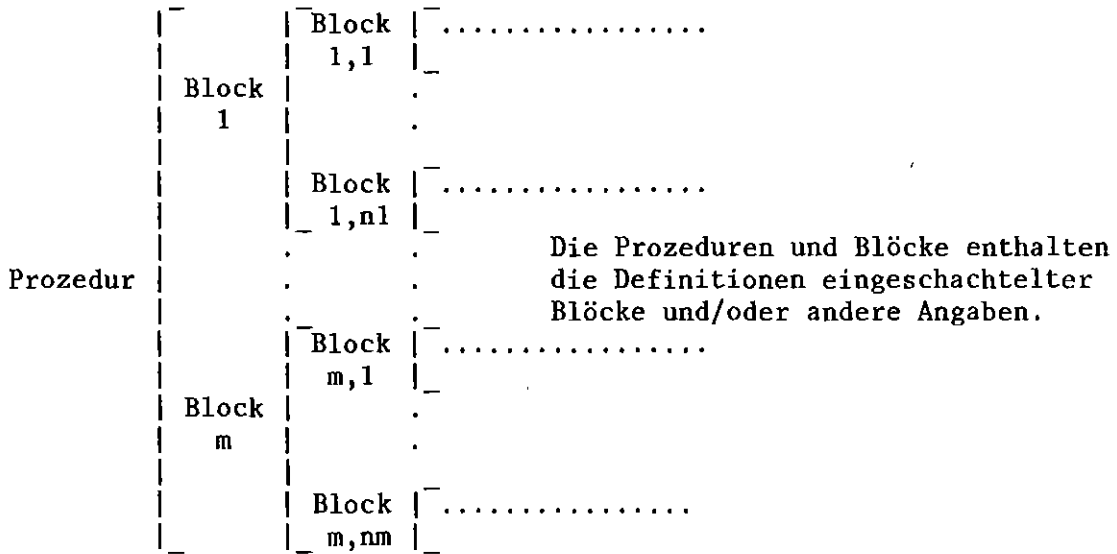 Block .................
1,1
Block
1
Block .................
1,n1
Die Prozeduren und Blöcke enthalten
Prozedur die Definitionen eingeschachtelter
Blöcke und/oder andere Angaben.
Block .................
m,1
Block
m
Block ................
m,nm